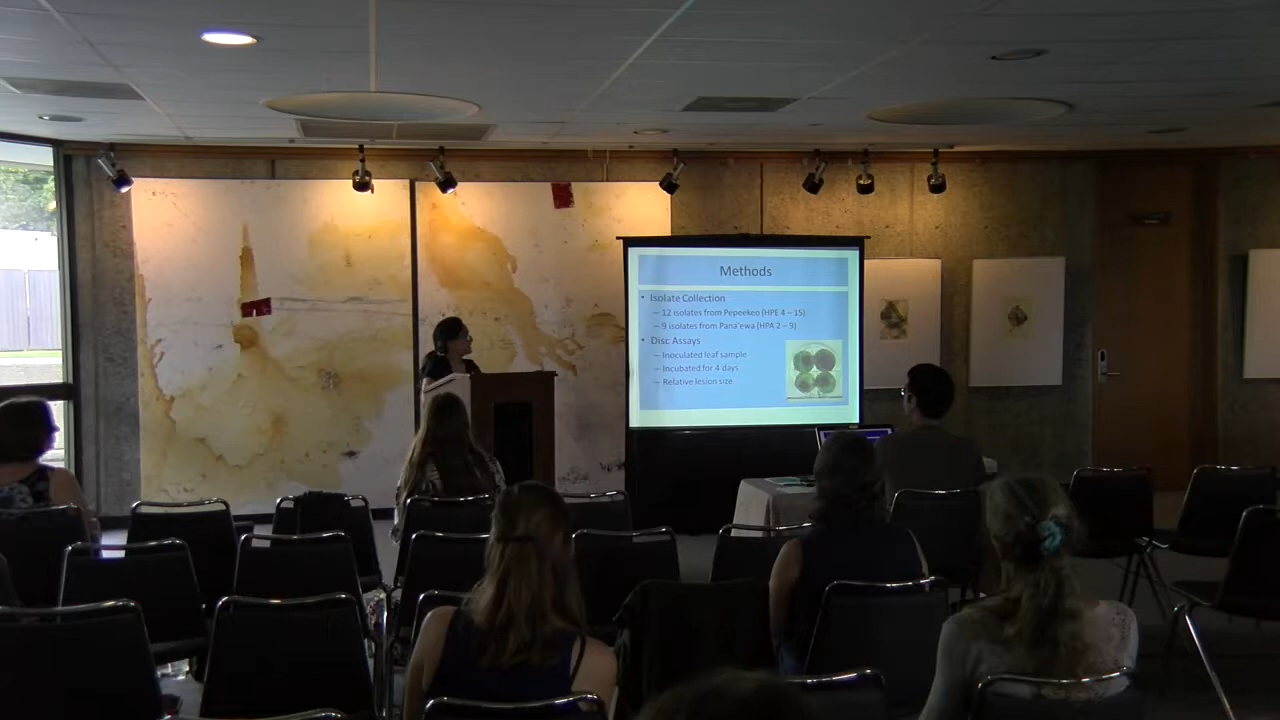 Methods
• Isolate Collection
– 12 isolates from Pepeekeo (HPE 4 – 15)
– 9 isolates from Pana'ewa (HPA 2 – 9)
• Disc Assays
– Inoculated leaf sample
– Incubated for 4 days
– Relative lesion size